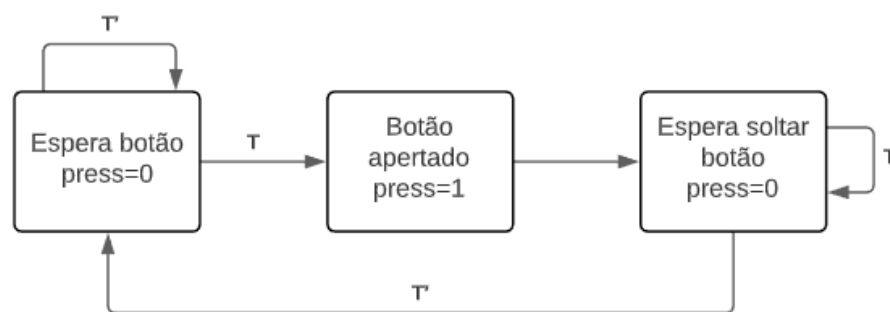 T'
Espera botão
press=0
T
Botão
apertado
press=1
Espera soltar
botão
press=0
T
T'